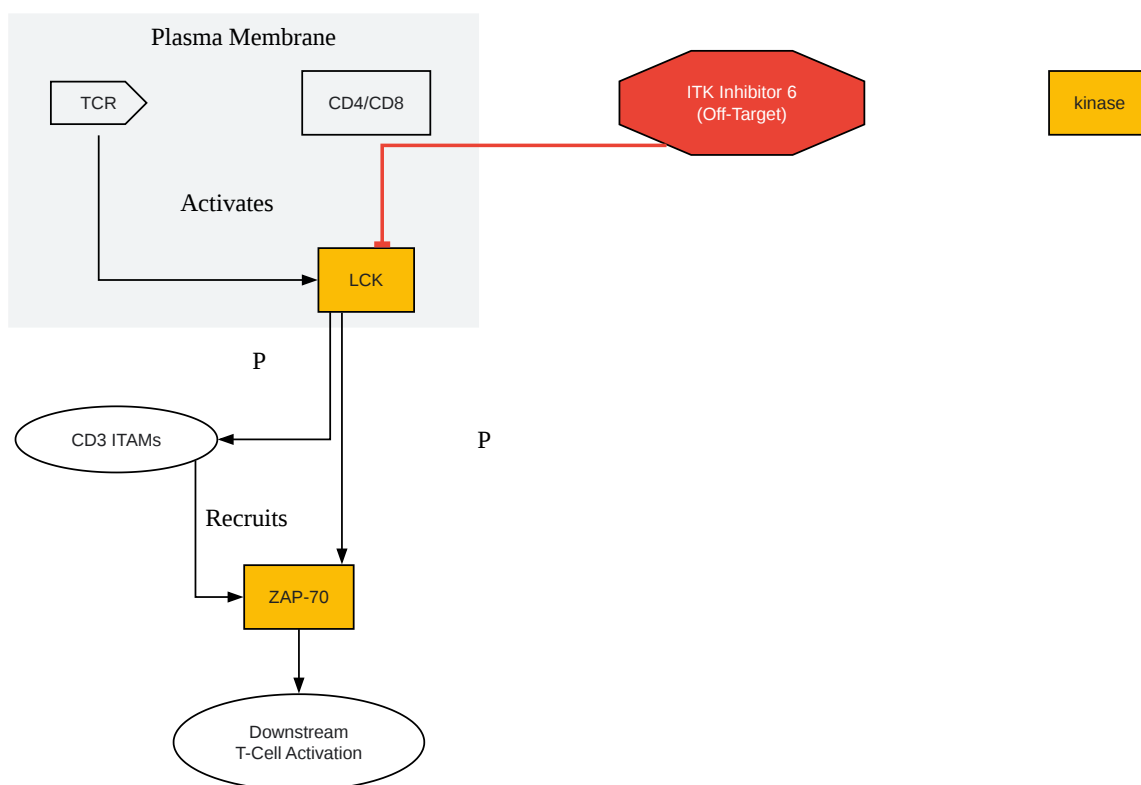 Plasma Membrane
TCR
CD4/CD8
ITK Inhibitor 6
(Off-Target)
kinase
Activates
LCK
P
CD3 ITAMs
P
Recruits
ZAP-70
Downstream
T-Cell Activation